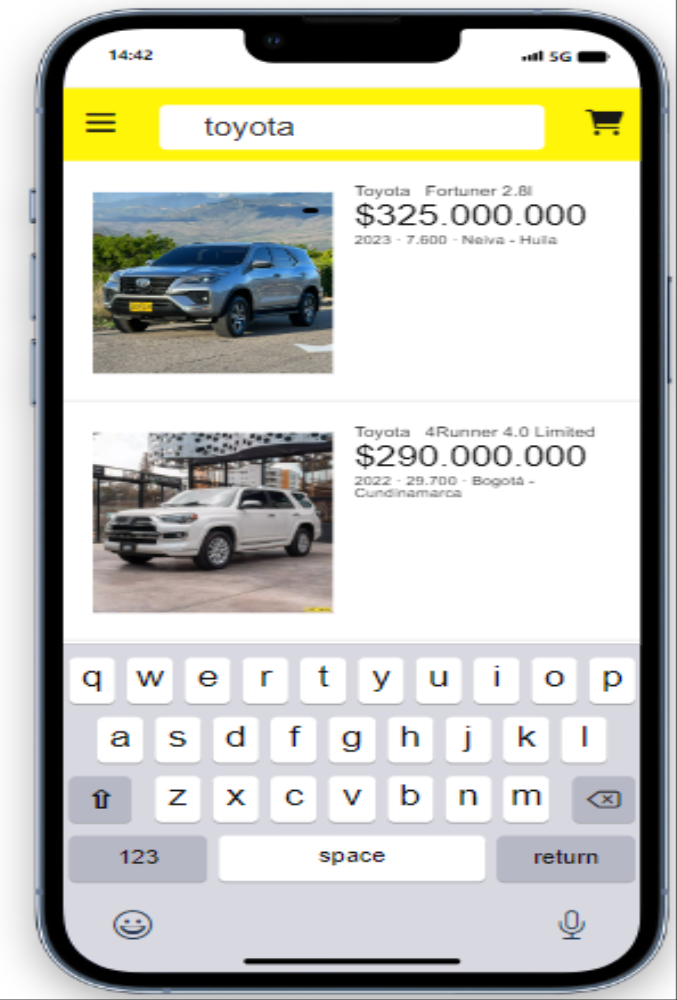 14:42
5G
toyota
Toyota Fortuner 2.8l
$325.000.000
2023 · 7.600 · Neiva - Huila
Toyota 4Runner 4.0 Limited
$290.000.000
2022 · 29.700 · Bogotá -
Cundinamarca
q w e r t y u i o p
a s d f g h j k l
z x c v b n m
123 space return